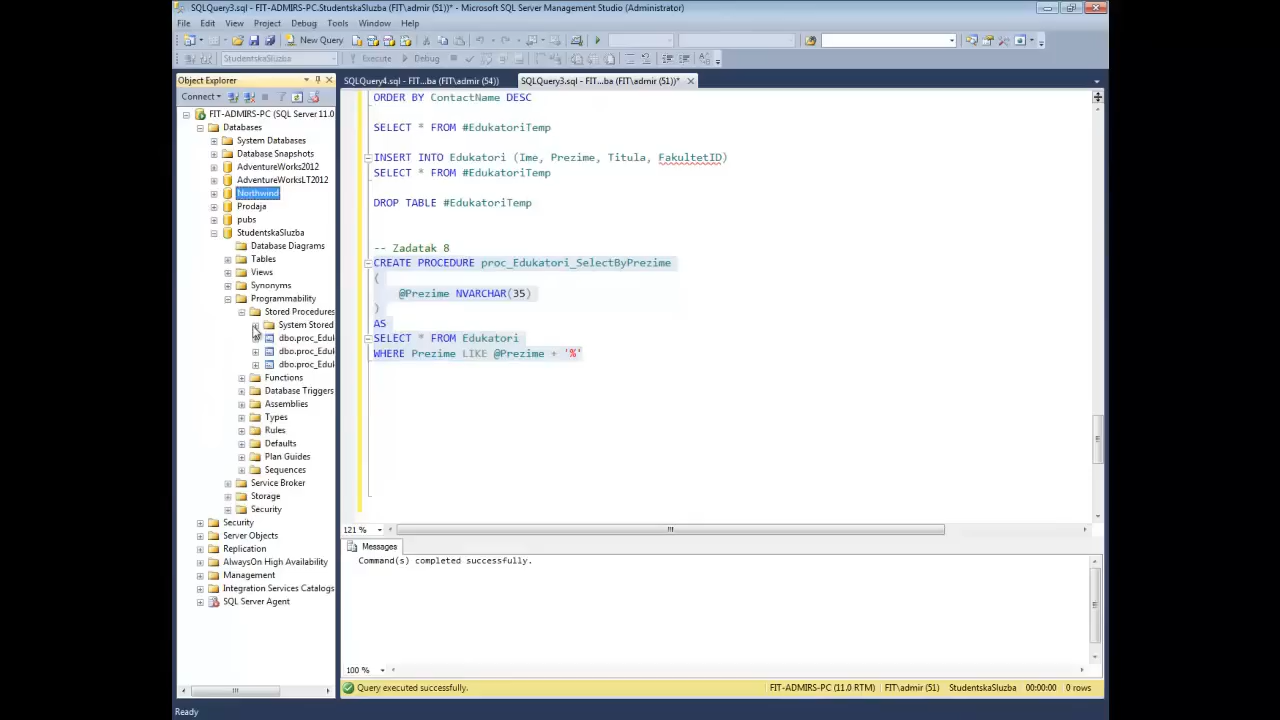 SQLQuery3.sql - FIT-ADMIRS-PC.StudentskaSluzba (FIT\admir (51))* - Microsoft SQL Server Management Studio (Administrator)
File Edit View Project Debug Tools Window Help
New Query
StudentskaSluzba Execute Debug
Object Explorer
SQLQuery4.sql - FIT...ba (FIT\admir (54)) SQLQuery3.sql - FIT...ba (FIT\admir (51))*
Connect
FIT-ADMIRS-PC (SQL Server 11.0
Databases
System Databases
Database Snapshots
AdventureWorks2012
AdventureWorksLT2012
Northwind
Prodaja
pubs
StudentskaSluzba
Database Diagrams
Tables
Views
Synonyms
Programmability
Stored Procedures
System Stored
dbo.proc_Edul
dbo.proc_Edul
dbo.proc_Edul
Functions
Database Triggers
Assemblies
Types
Rules
Defaults
Plan Guides
Sequences
Service Broker
Storage
Security
Security
Server Objects
Replication
AlwaysOn High Availability
Management
Integration Services Catalogs
SQL Server Agent
ORDER BY ContactName DESC
SELECT * FROM #EdukatoriTemp
INSERT INTO Edukatori (Ime, Prezime, Titula, FakultetID)
SELECT * FROM #EdukatoriTemp
DROP TABLE #EdukatoriTemp
-- Zadatak 8
CREATE PROCEDURE proc_Edukatori_SelectByPrezime
(
@Prezime NVARCHAR(35)
)
AS
SELECT * FROM Edukatori
WHERE Prezime LIKE @Prezime + '%'
121 %
Messages
Command(s) completed successfully.
100 %
Query executed successfully. FIT-ADMIRS-PC (11.0 RTM) FIT\admir (51) StudentskaSluzba 00:00:00 0 rows
Ready